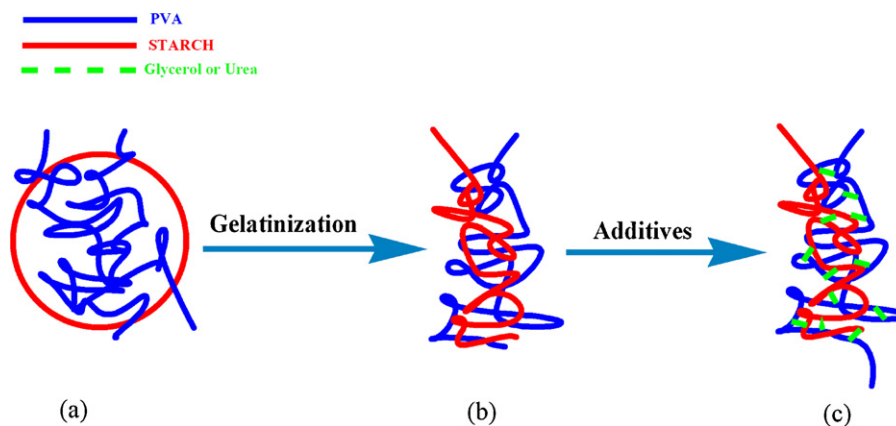 PVA
STARCH
Glycerol or Urea
Gelatinization
Additives
(a)
(b)
(c)